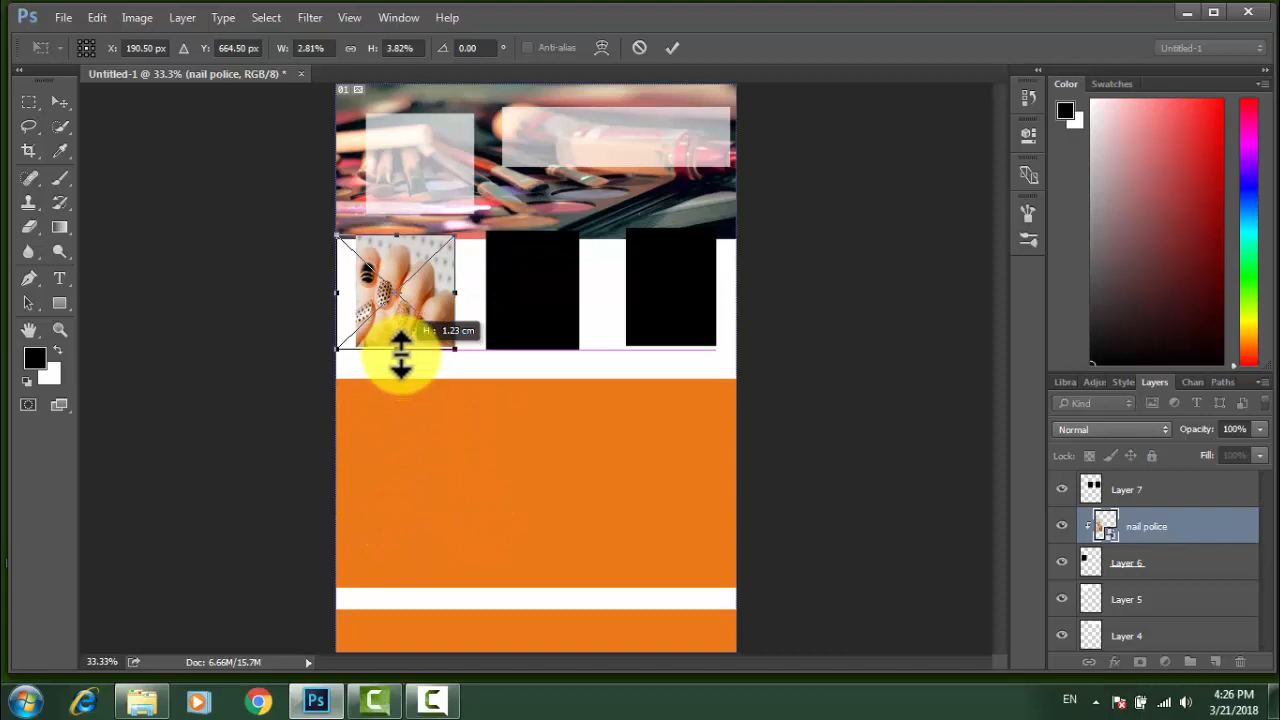 Ps File Edit Image Layer Type Select Filter View Window Help
X: 190.50 px Y: 664.50 px W: 2.81% H: 3.82% 0.00 ° Anti-alias Untitled-1
Untitled-1 @ 33.3% (nail police, RGB/8) * ×
Color Swatches
01
H: 1.23 cm
Libra Adju Style Layers Chan Paths
Kind
Normal Opacity: 100%
Lock: Fill: 100%
Layer 7
nail police
Layer 6
Layer 5
Layer 4
fx
33.33% Doc: 6.66M/15.7M
Ps C C EN 4:26 PM
3/21/2018